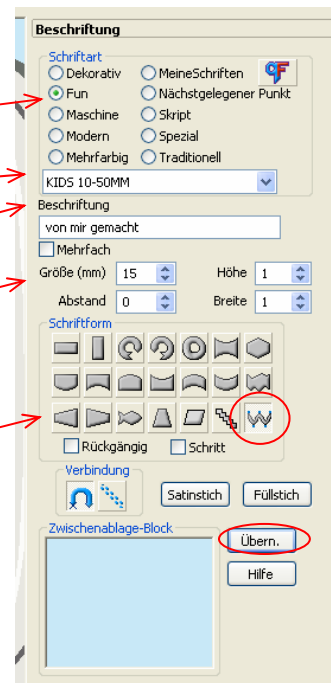 Beschriftung
Schriftart
Dekorativ MeineSchriften
Fun Nächstgelegener Punkt
Maschine Skript
Modern Spezial
Mehrfarbig Traditionell
KIDS 10-50MM
Beschriftung
von mir gemacht
Mehrfach
Größe (mm) 15 Höhe 1
Abstand 0 Breite 1
Schriftform
Rückgängig Schritt
Verbindung
Satinstich Füllstich
Zwischenablage-Block
Übern.
Hilfe